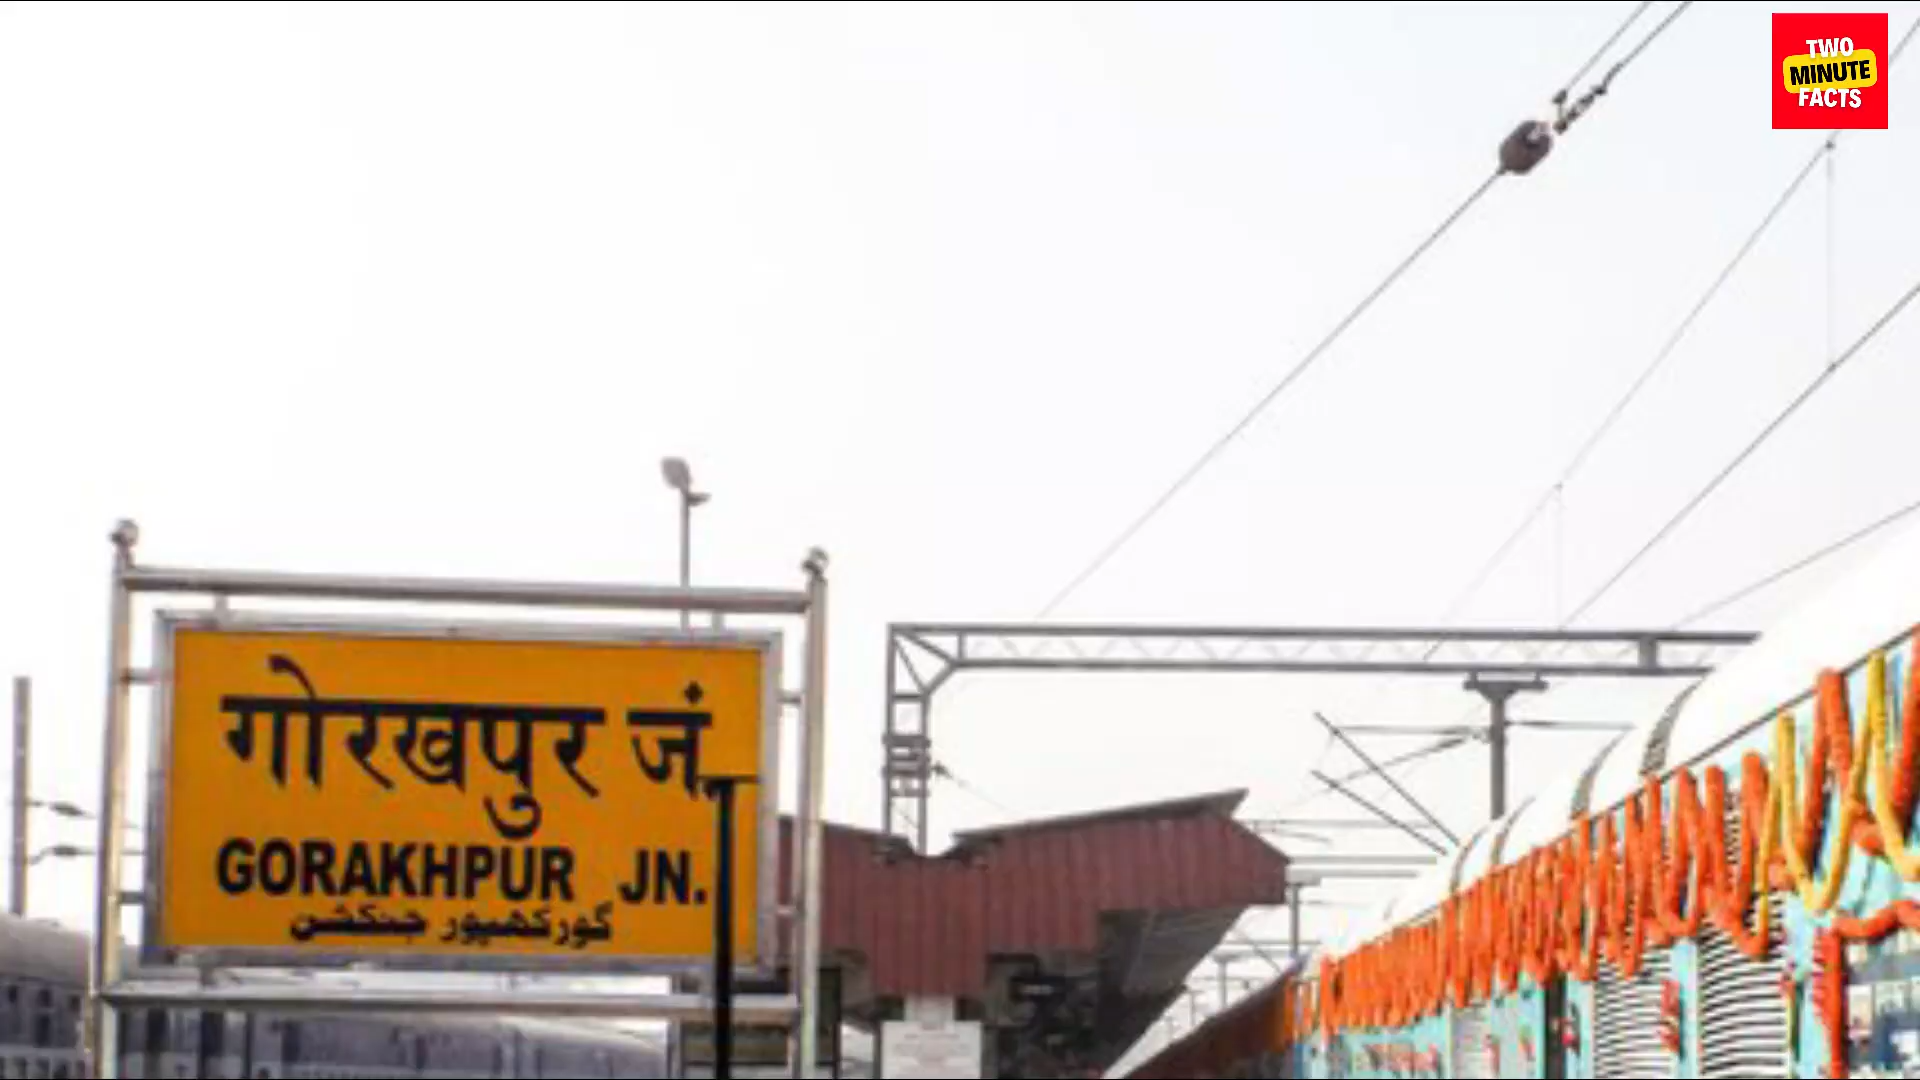 TWO
MINUTE
FACTS
गोरखपुर जं.
GORAKHPUR JN.
گورکھپور جنکشن